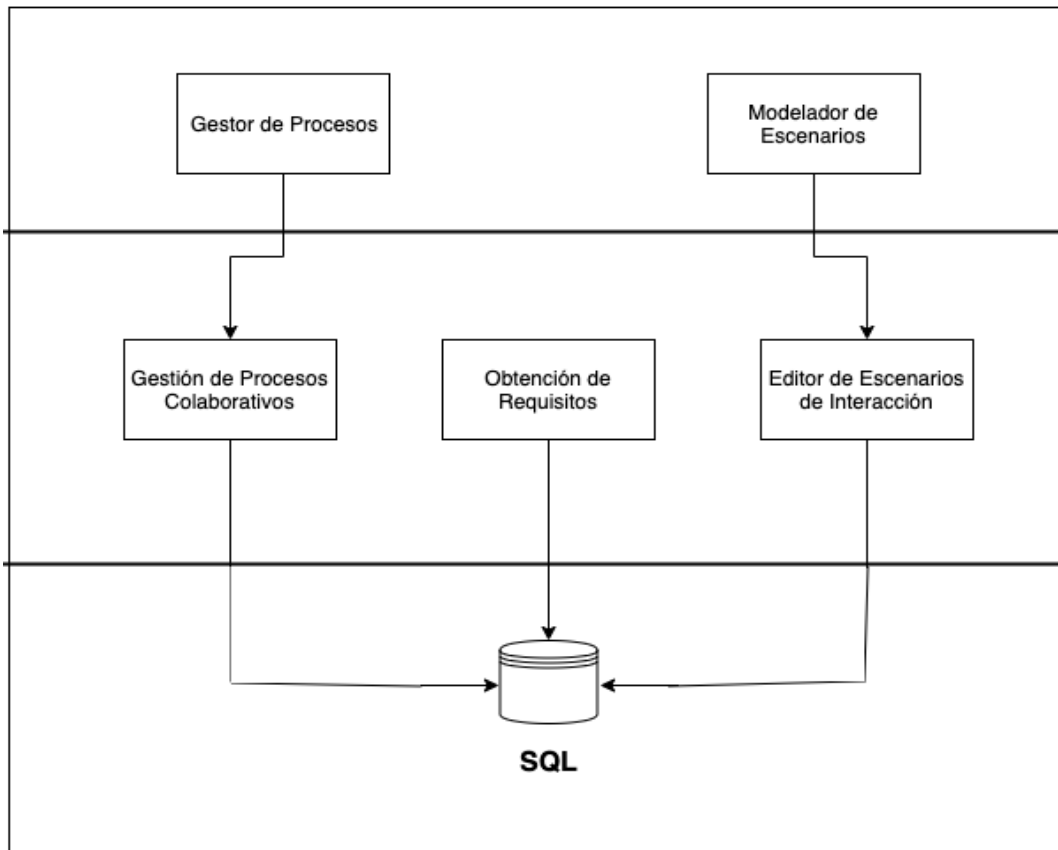 Gestor de Procesos
Modelador de
Escenarios
Gestión de Procesos
Colaborativos
Obtención de
Requisitos
Editor de Escenarios
de Interacción
SQL